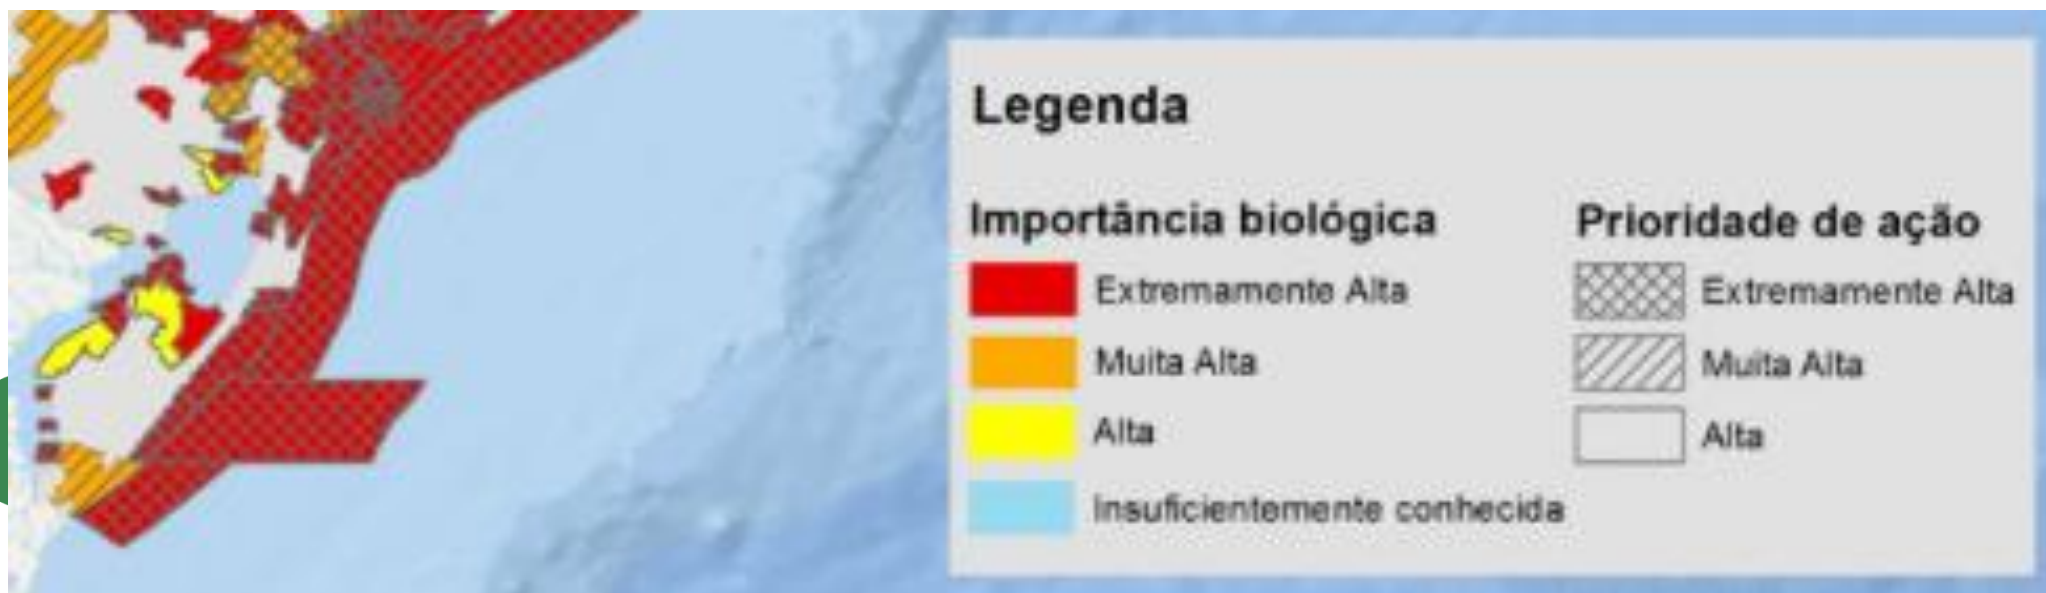 Legenda
Importância biológica
Extremamente Alta
Muita Alta
Alta
Insuficientemente conhecida
Prioridade de ação
Extremamente Alta
Muita Alta
Alta